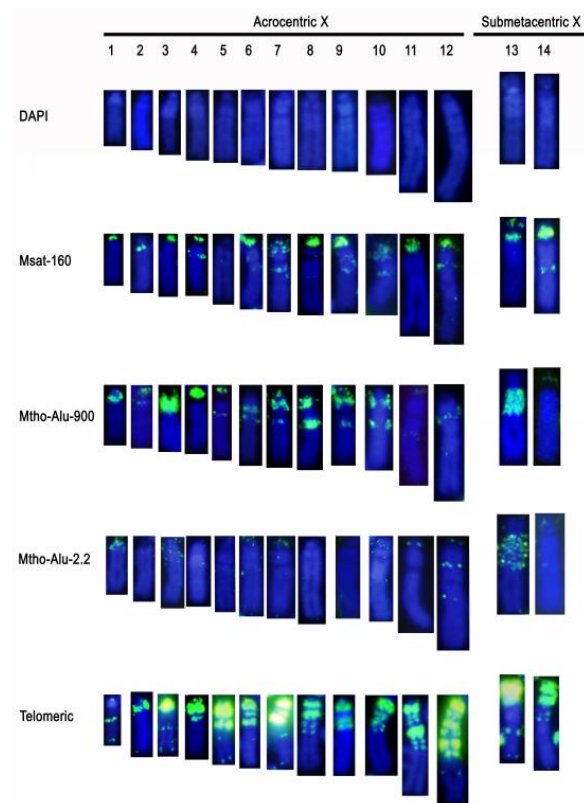 Acrocentric X Submetacentric X
1 2 3 4 5 6 7 8 9 10 11 12 13 14
DAPI
Msat-160
Mtho-Alu-900
Mtho-Alu-2.2
Telomeric